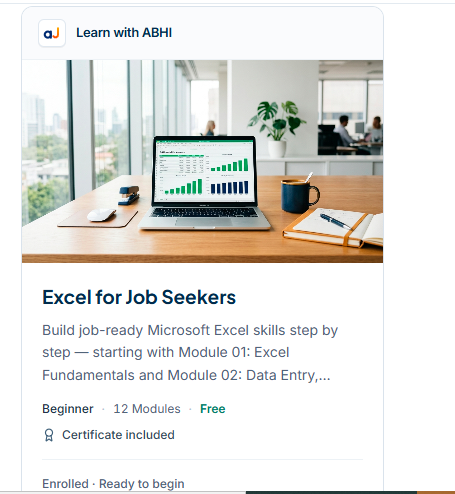 aJ
Learn with ABHI
Excel for Job Seekers
Build job-ready Microsoft Excel skills step by
step — starting with Module 01: Excel
Fundamentals and Module 02: Data Entry,...
Beginner · 12 Modules · Free
Certificate included
Enrolled · Ready to begin